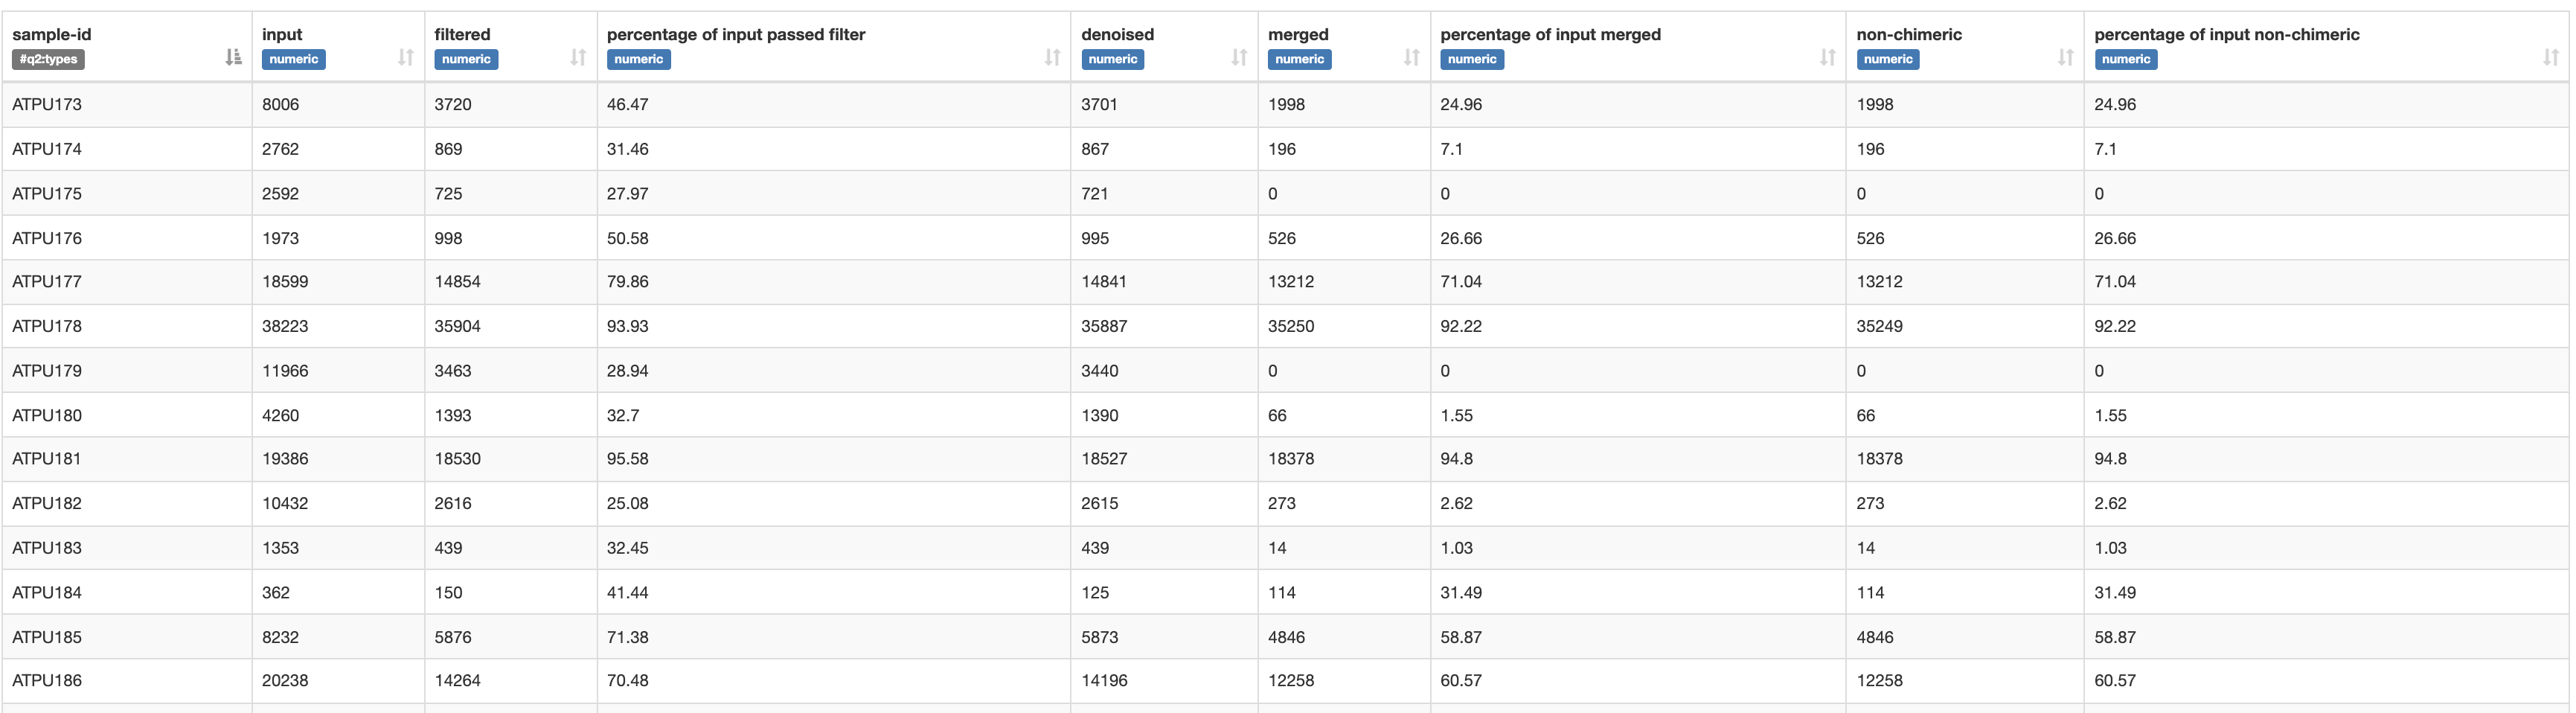 sample-id input filtered percentage of input passed filter denoised merged percentage of input merged non-chimeric percentage of input non-chimeric
#q2:types numeric numeric numeric numeric numeric numeric numeric numeric
ATPU173 8006 3720 46.47 3701 1998 24.96 1998 24.96
ATPU174 2762 869 31.46 867 196 7.1 196 7.1
ATPU175 2592 725 27.97 721 0 0 0 0
ATPU176 1973 998 50.58 995 526 26.66 526 26.66
ATPU177 18599 14854 79.86 14841 13212 71.04 13212 71.04
ATPU178 38223 35904 93.93 35887 35250 92.22 35249 92.22
ATPU179 11966 3463 28.94 3440 0 0 0 0
ATPU180 4260 1393 32.7 1390 66 1.55 66 1.55
ATPU181 19386 18530 95.58 18527 18378 94.8 18378 94.8
ATPU182 10432 2616 25.08 2615 273 2.62 273 2.62
ATPU183 1353 439 32.45 439 14 1.03 14 1.03
ATPU184 362 150 41.44 125 114 31.49 114 31.49
ATPU185 8232 5876 71.38 5873 4846 58.87 4846 58.87
ATPU186 20238 14264 70.48 14196 12258 60.57 12258 60.57